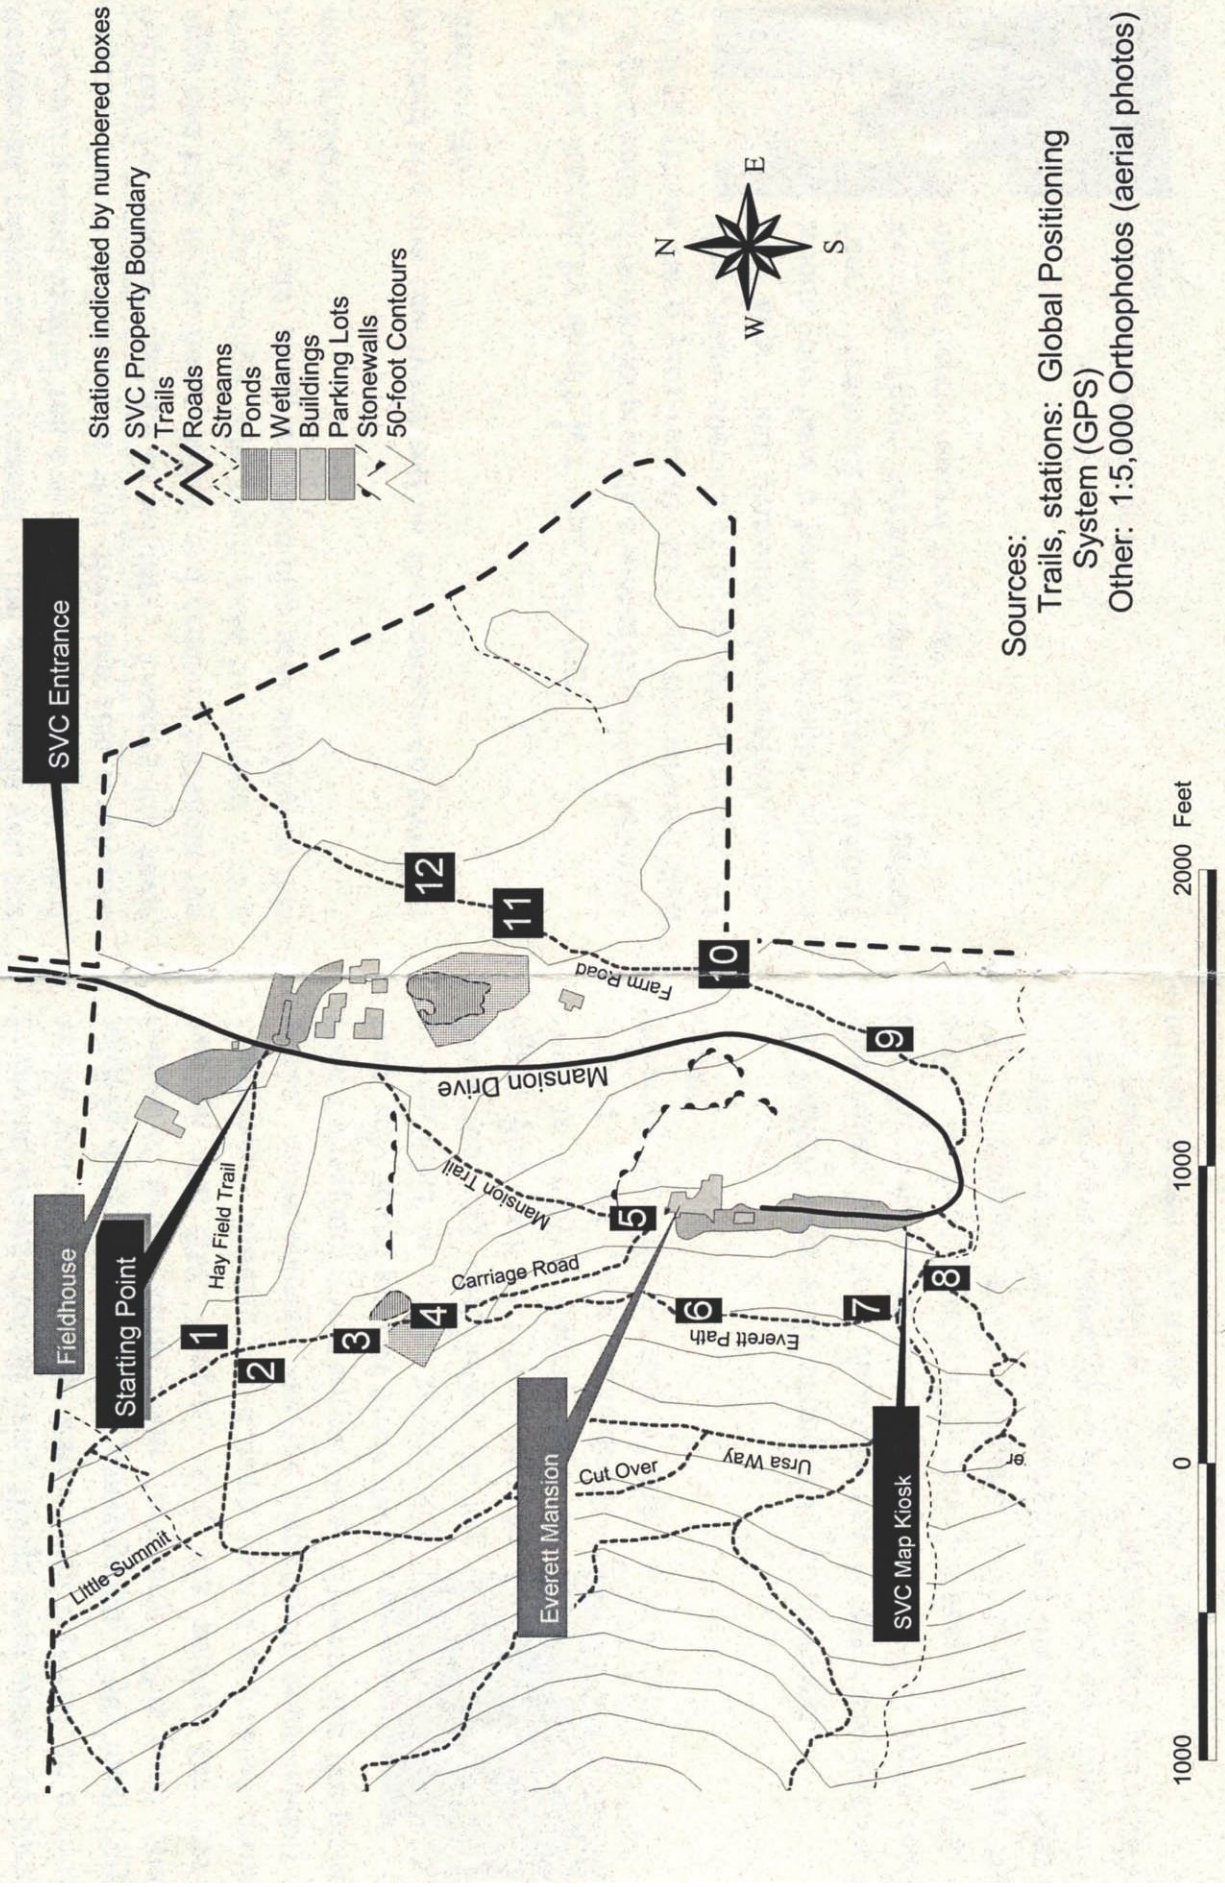 Stations indicated by numbered boxes
SVC Property Boundary
Trails
Roads
Streams
Ponds
Wetlands
Buildings
Parking Lots
Stonewalls
50-foot Contours
SVC Entrance
Fieldhouse
Starting Point
Hay Field Trail
1
2
3
4
5
6
7
8
9
10
11
12
Little Summit
Carriage Road
Mansion Trail
Mansion Drive
Farm Road
Everett Path
Everett Mansion
Cut Over
Ursa Way
SVC Map Kiosk
er
N
W
E
S
Sources:
Trails, stations: Global Positioning
System (GPS)
Other: 1:5,000 Orthophotos (aerial photos)
1000 0 1000 2000 Feet